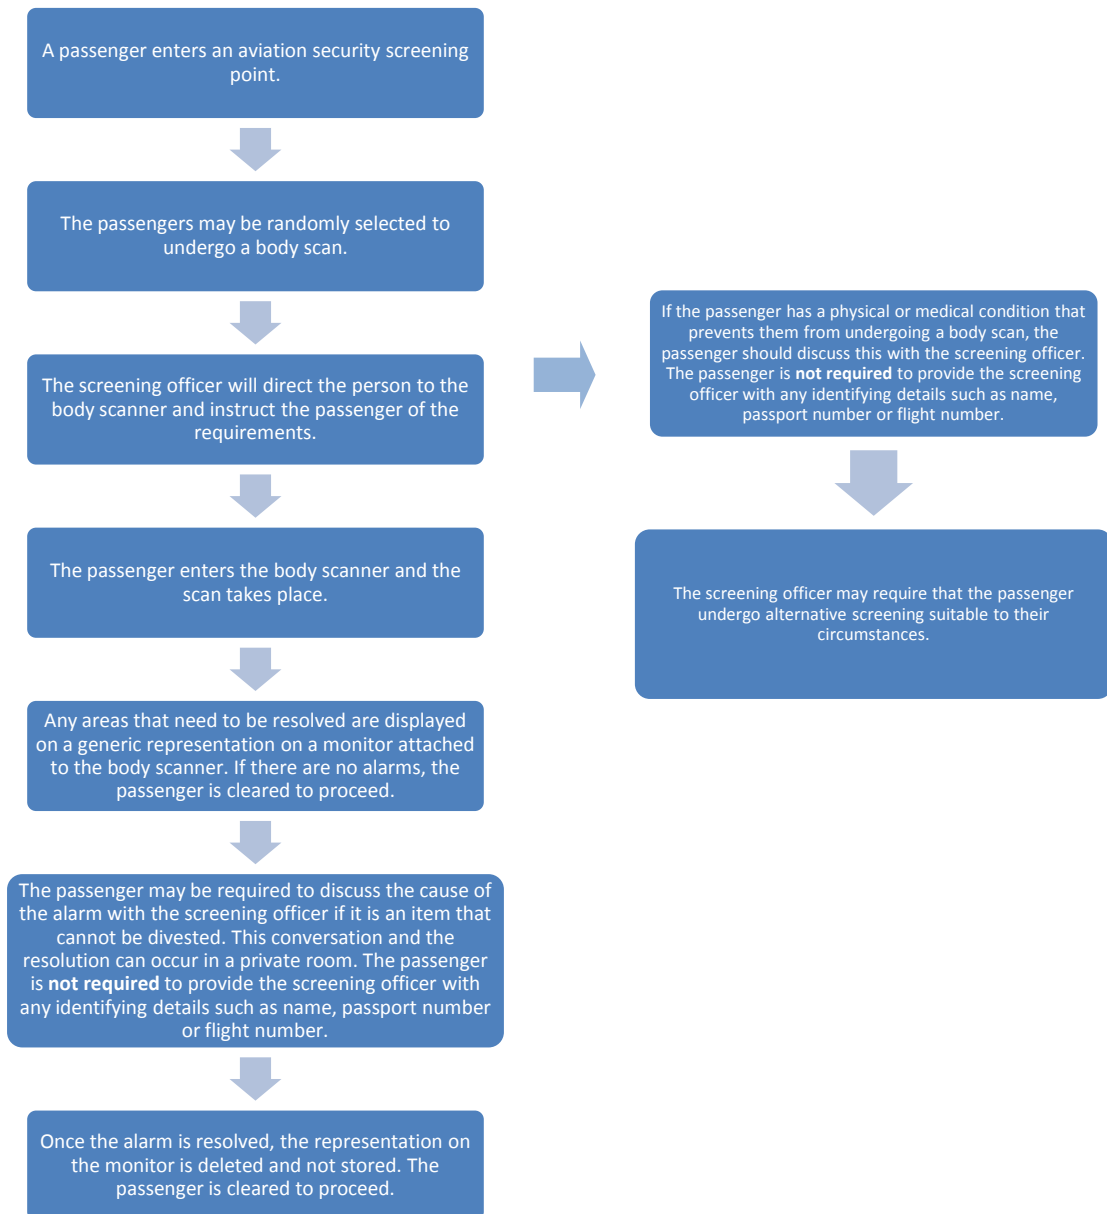 A passenger enters an aviation security screening
point.
The passengers may be randomly selected to
undergo a body scan.
The screening officer will direct the person to the
body scanner and instruct the passenger of the
requirements.
If the passenger has a physical or medical condition that
prevents them from undergoing a body scan, the
passenger should discuss this with the screening officer.
The passenger is not required to provide the screening
officer with any identifying details such as name,
passport number or flight number.
The screening officer may require that the passenger
undergo alternative screening suitable to their
circumstances.
The passenger enters the body scanner and the
scan takes place.
Any areas that need to be resolved are displayed
on a generic representation on a monitor attached
to the body scanner. If there are no alarms, the
passenger is cleared to proceed.
The passenger may be required to discuss the cause of
the alarm with the screening officer if it is an item that
cannot be divested. This conversation and the
resolution can occur in a private room. The passenger
is not required to provide the screening officer with
any identifying details such as name, passport number
or flight number.
Once the alarm is resolved, the representation on
the monitor is deleted and not stored. The
passenger is cleared to proceed.